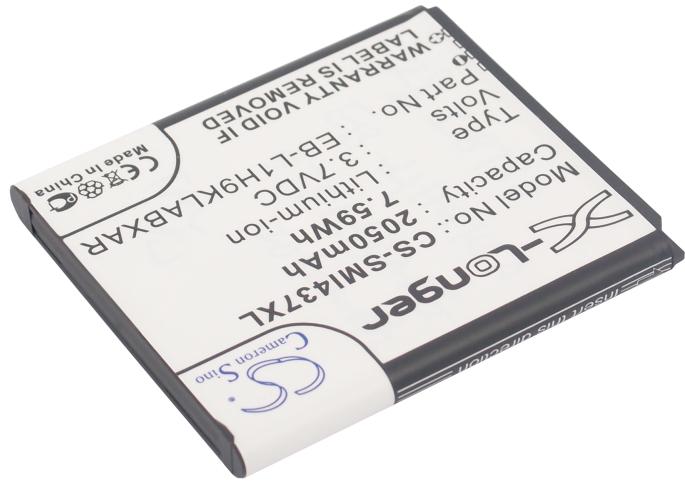 X-Longer
Model No. CS-SMI437XL
Capacity 2050mAh
7.59Wh
Type Lithium-ion
Volts 3.7VDC
Part No. EB-L1H9KLABXAR
WARRANTY VOID IF
LABEL IS REMOVED
Insert this direction
CS
Cameron Sino
Made in China